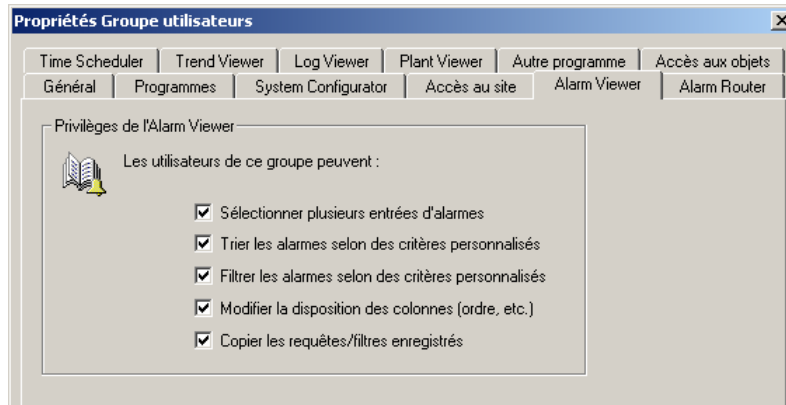 Propriétés Groupe utilisateurs
Time Scheduler Trend Viewer Log Viewer Plant Viewer Autre programme Accès aux objets
Général Programmes System Configurator Accès au site Alarm Viewer Alarm Router
Privilèges de l'Alarm Viewer
Les utilisateurs de ce groupe peuvent :
Sélectionner plusieurs entrées d'alarmes
Trier les alarmes selon des critères personnalisés
Filtrer les alarmes selon des critères personnalisés
Modifier la disposition des colonnes (ordre, etc.)
Copier les requêtes/filtres enregistrés